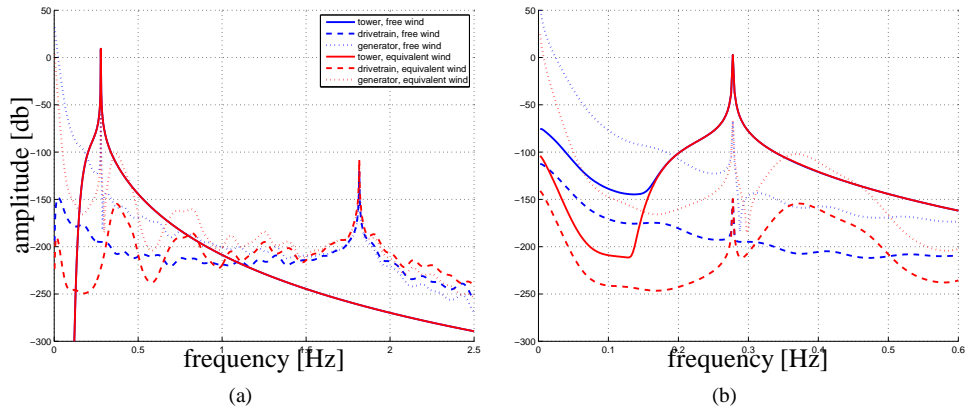 50
0
−50
−100
−150
−200
−250
−300
amplitude [db]
0
0.5
1
1.5
2
2.5
frequency [Hz]
tower, free wind
drivetrain, free wind
generator, free wind
tower, equivalent wind
drivetrain, equivalent wind
generator, equivalent wind
(a)
50
0
−50
−100
−150
−200
−250
−300
0
0.1
0.2
0.3
0.4
0.5
0.6
frequency [Hz]
(b)